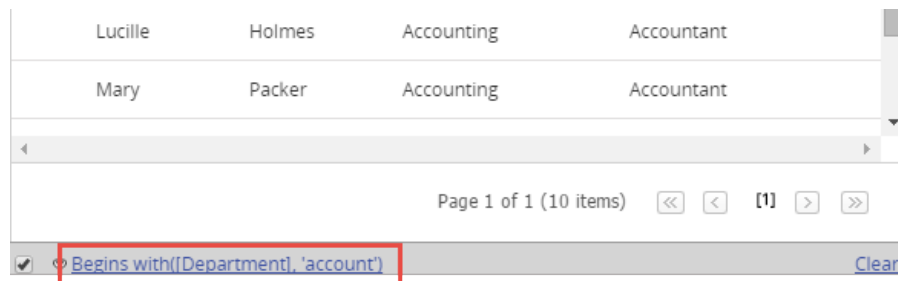 Lucille Holmes Accounting Accountant
Mary Packer Accounting Accountant
Page 1 of 1 (10 items) [1]
Begins with([Department], 'account') Clear